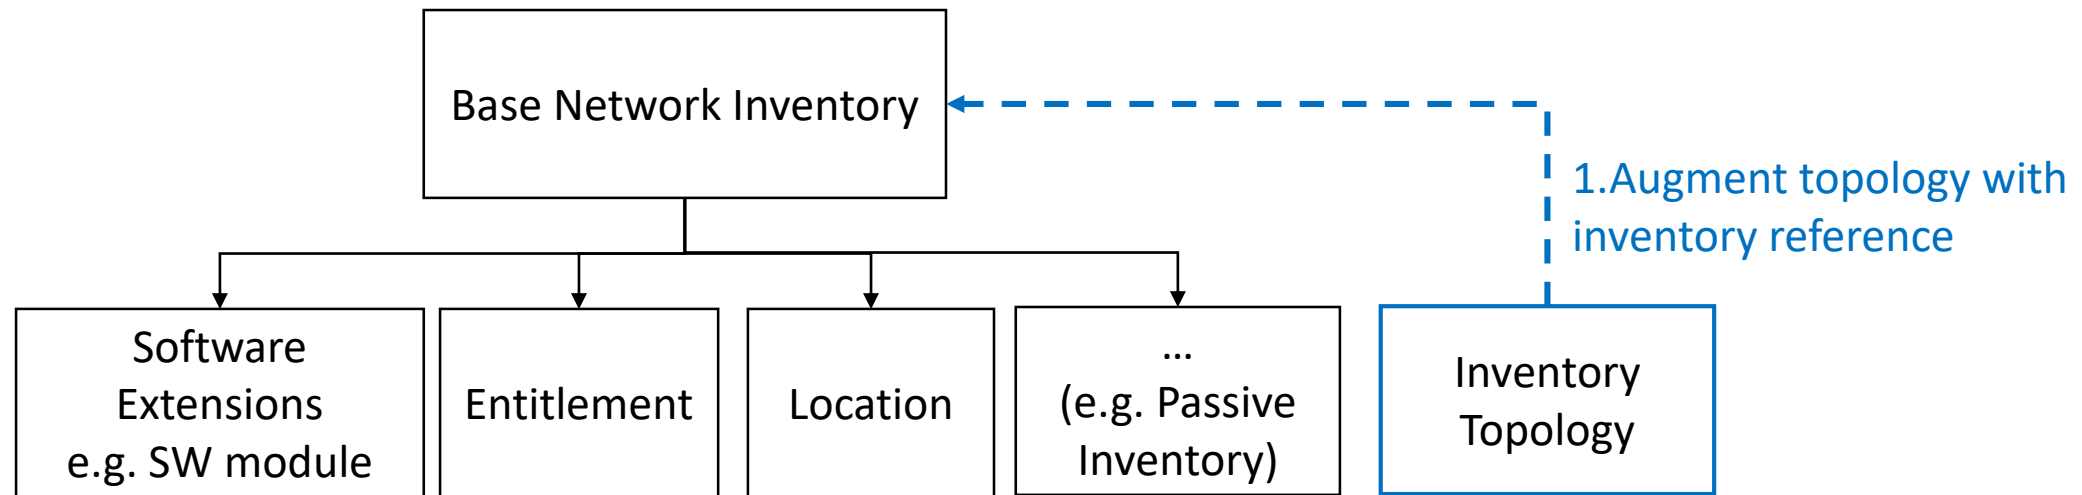 Base Network Inventory
1.Augment topology with
inventory reference
Software
Extensions
e.g. SW module
Entitlement
Location
...
(e.g. Passive
Inventory)
Inventory
Topology